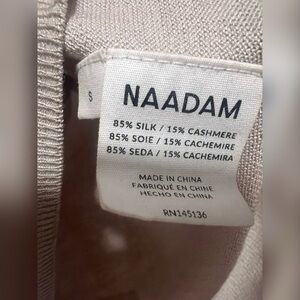 S
NAADAM
85% SILK / 15% CASHMERE
85% SOIE / 15% CACHEMIRE
85% SEDA / 15% CACHEMIRA
MADE IN CHINA
FABRIQUÉ EN CHINE
HECHO EN CHINA
RN145136